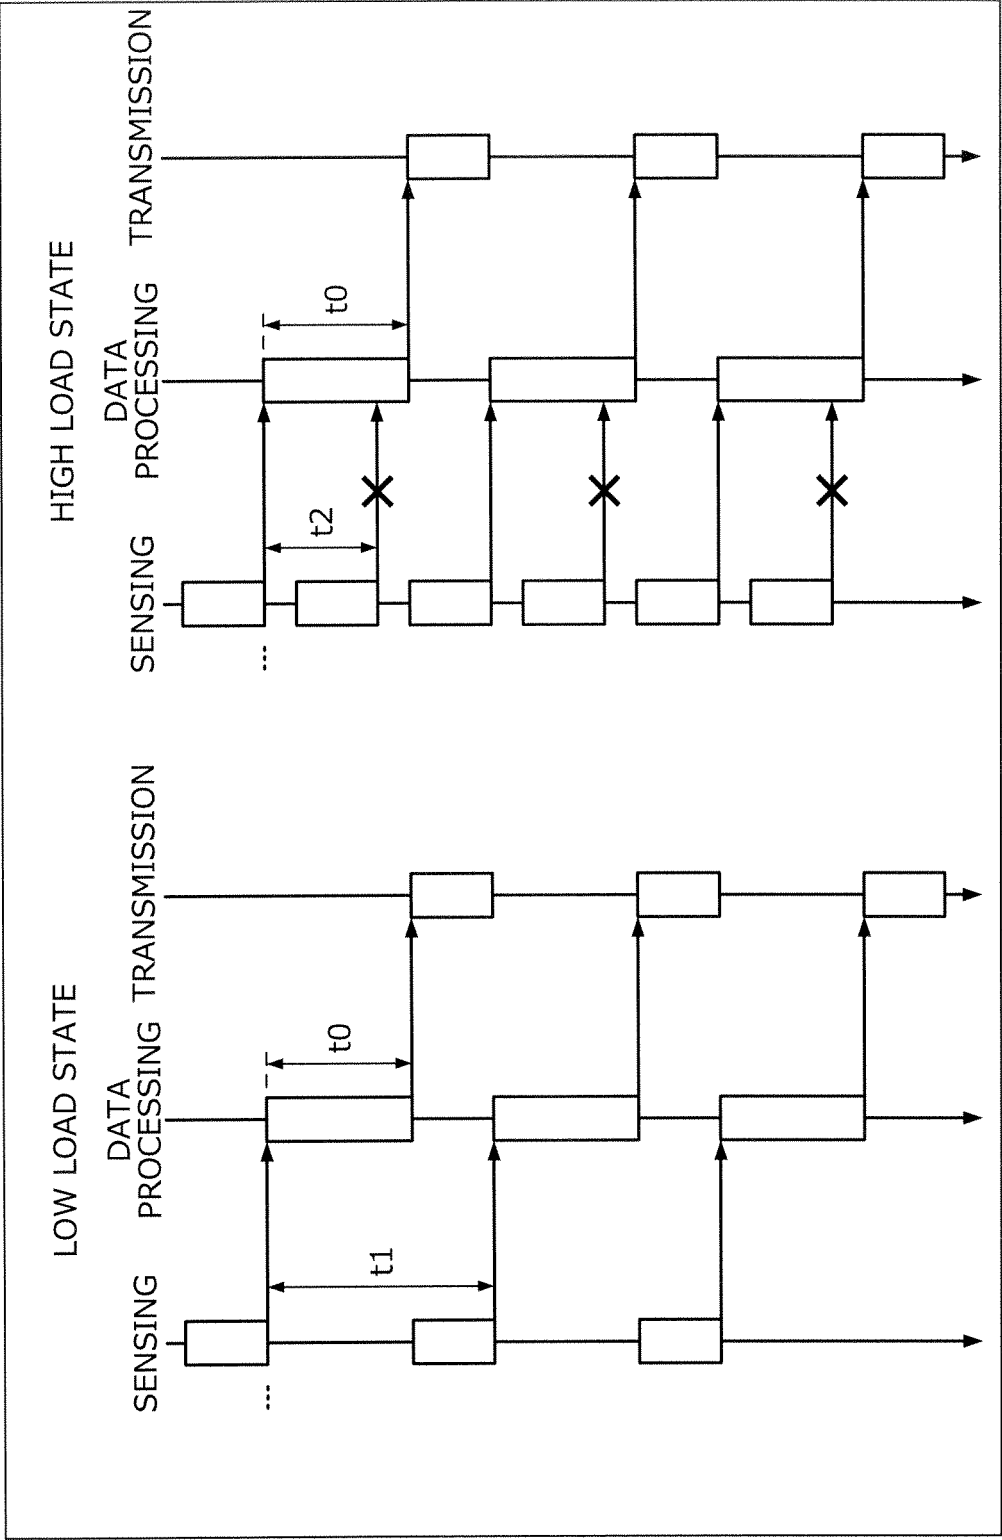 LOW LOAD STATE
SENSING
DATA
PROCESSING
TRANSMISSION
t1
t0
...
HIGH LOAD STATE
SENSING
DATA
PROCESSING
TRANSMISSION
t2
t0
...